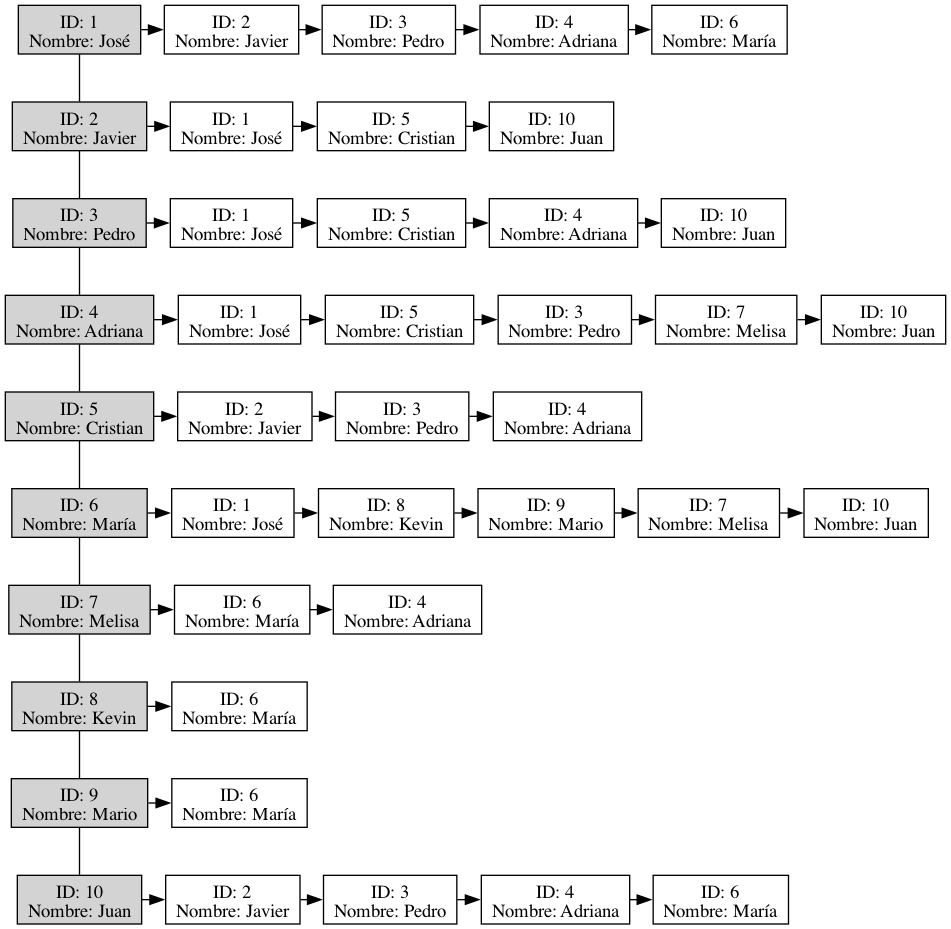 ID: 1
Nombre: José
ID: 2
Nombre: Javier
ID: 3
Nombre: Pedro
ID: 4
Nombre: Adriana
ID: 6
Nombre: María
ID: 2
Nombre: Javier
ID: 1
Nombre: José
ID: 5
Nombre: Cristian
ID: 10
Nombre: Juan
ID: 3
Nombre: Pedro
ID: 1
Nombre: José
ID: 5
Nombre: Cristian
ID: 4
Nombre: Adriana
ID: 10
Nombre: Juan
ID: 4
Nombre: Adriana
ID: 1
Nombre: José
ID: 5
Nombre: Cristian
ID: 3
Nombre: Pedro
ID: 7
Nombre: Melisa
ID: 10
Nombre: Juan
ID: 5
Nombre: Cristian
ID: 2
Nombre: Javier
ID: 3
Nombre: Pedro
ID: 4
Nombre: Adriana
ID: 6
Nombre: María
ID: 1
Nombre: José
ID: 8
Nombre: Kevin
ID: 9
Nombre: Mario
ID: 7
Nombre: Melisa
ID: 10
Nombre: Juan
ID: 7
Nombre: Melisa
ID: 6
Nombre: María
ID: 4
Nombre: Adriana
ID: 8
Nombre: Kevin
ID: 6
Nombre: María
ID: 9
Nombre: Mario
ID: 6
Nombre: María
ID: 10
Nombre: Juan
ID: 2
Nombre: Javier
ID: 3
Nombre: Pedro
ID: 4
Nombre: Adriana
ID: 6
Nombre: María